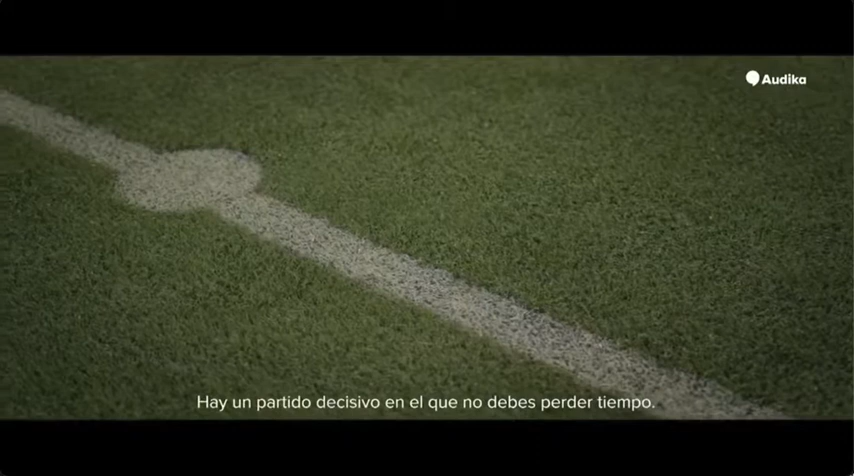 Audika
Hay un partido decisivo en el que no debes perder tiempo.